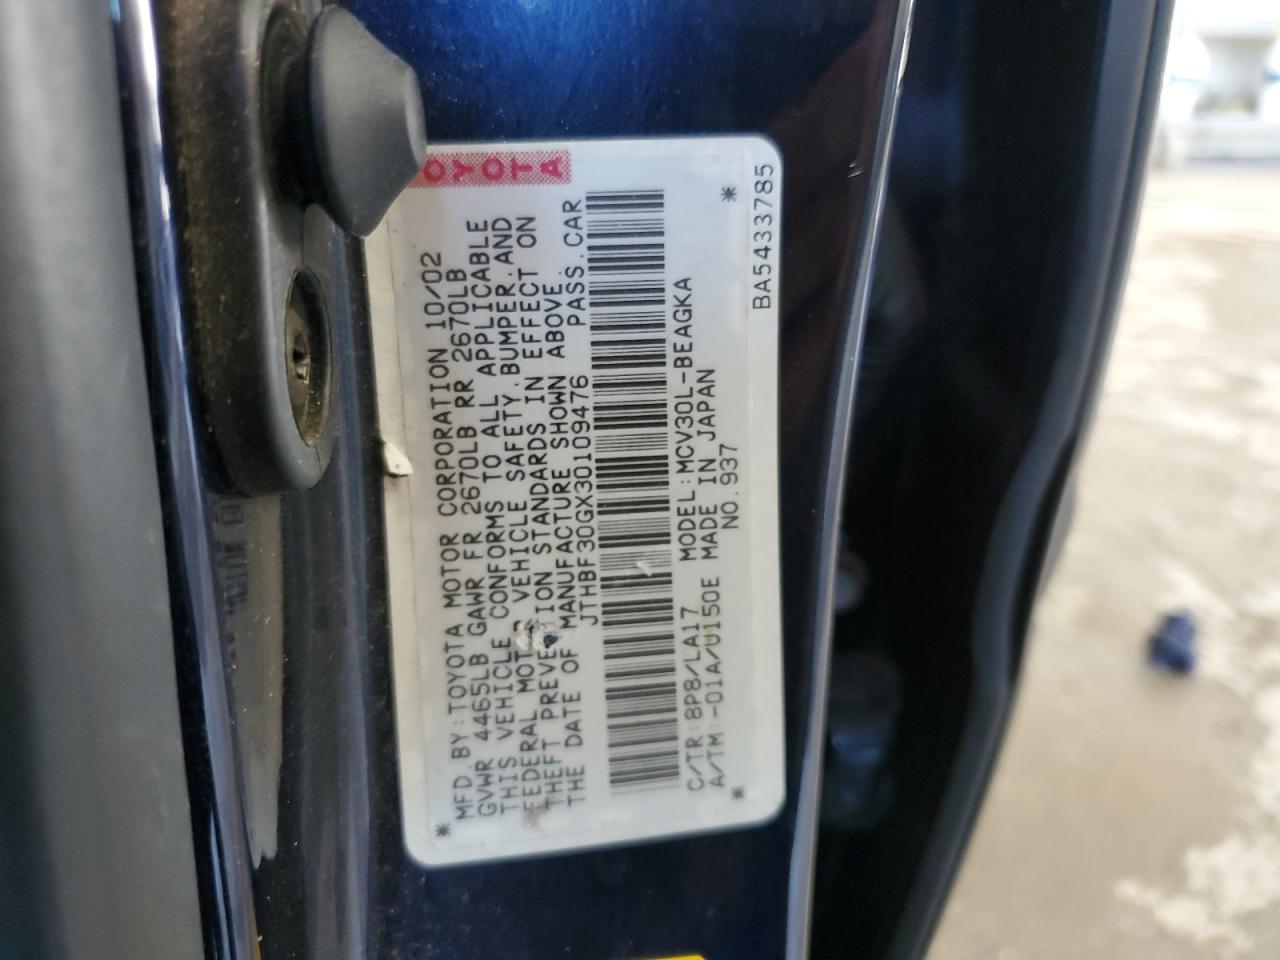 OYOTA
MFD. BY: TOYOTA MOTOR CORPORATION 10/02
GVWR 4465LB GAWR FR 2670LB RR 2670LB
THIS VEHICLE CONFORMS TO ALL APPLICABLE
FEDERAL MOTOR VEHICLE SAFETY, BUMPER, AND
THEFT PREVENTION STANDARDS IN EFFECT ON
THE DATE OF MANUFACTURE SHOWN ABOVE.
JTHBF30GX30109476 PASS. CAR
C/TR: 8P8/LA17 MODEL: MCV30L-BEAGKA
A/TM: -01A/U150E MADE IN JAPAN
* NO. 937 *
BA5433785